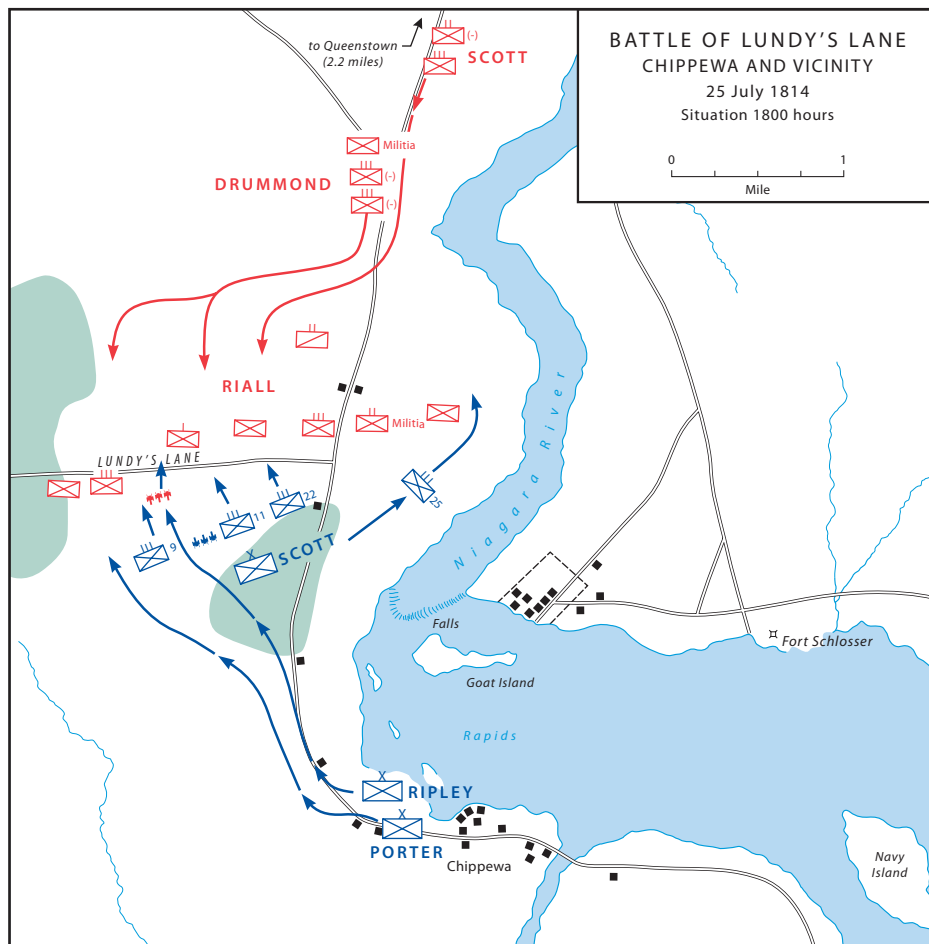 BATTLE OF LUNDY'S LANE
CHIPPEWA AND VICINITY
25 July 1814
Situation 1800 hours
0 1
Mile
to Queenstown
(2.2 miles)
(-)
SCOTT
Militia
DRUMMOND
(-)
(-)
RIALL
Militia
LUNDY'S LANE
9
11
22
25
SCOTT
Niagara River
Falls
Goat Island
Fort Schlosser
Rapids
X
X
RIPLEY
X
PORTER
Chippewa
Navy
Island